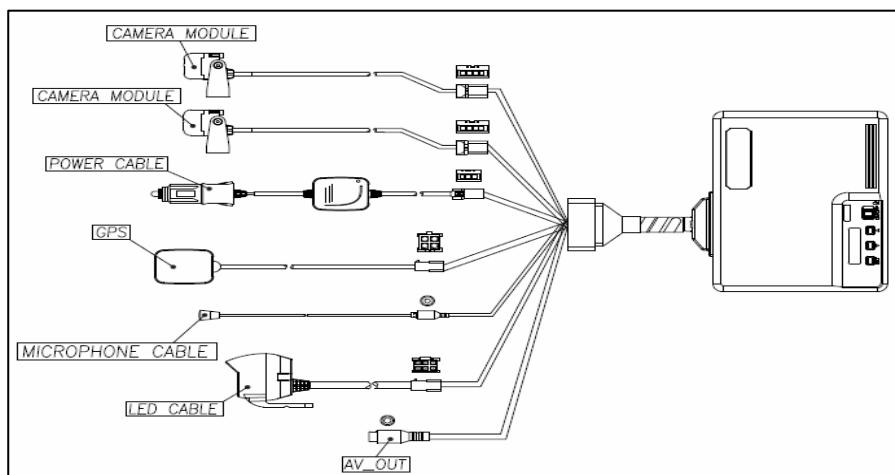 CAMERA MODULE
CAMERA MODULE
POWER CABLE
GPS
MICROPHONE CABLE
LED CABLE
AV_OUT